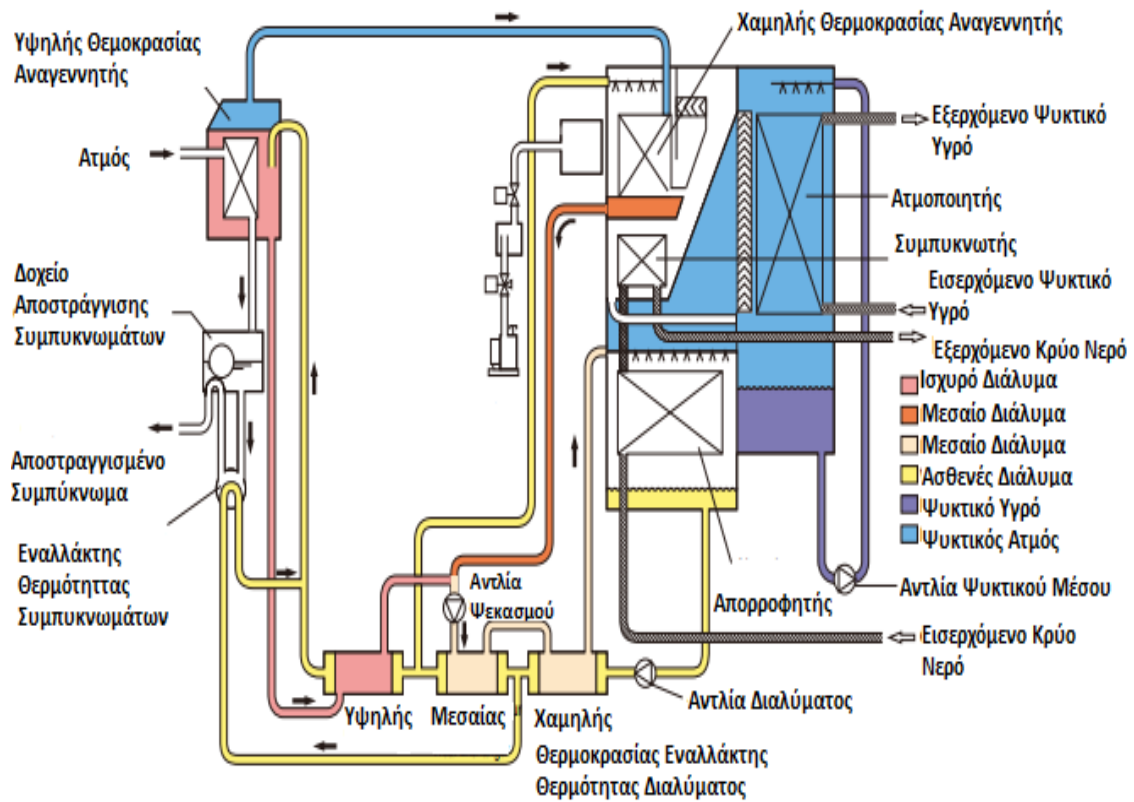 Υψηλής Θεμοκρασίας
Αναγεννητής
Χαμηλής Θερμοκρασίας Αναγεννητής
Ατμός
Εξερχόμενο Ψυκτικό
Υγρό
Ατμοποιητής
Συμπυκνωτής
Δοχείο
Αποστράγγισης
Συμπυκνωμάτων
Εισερχόμενο Ψυκτικό
Υγρό
Εξερχόμενο Κρύο Νερό
Ισχυρό Διάλυμα
Μεσαίο Διάλυμα
Μεσαίο Διάλυμα
Ασθενές Διάλυμα
Ψυκτικό Υγρό
Ψυκτικός Ατμός
Αποστραγγισμένο
Συμπύκνωμα
Εναλλάκτης
Θερμότηττας
Συμπυκνωμάτων
Αντλία
Ψεκασμού
Αντλία Ψυκτικού Μέσου
Απορροφητής
Εισερχόμενο Κρύο
Νερό
Αντλία Διαλύματος
Υψηλής Μεσαίας Χαμηλής
Θερμοκρασίας Εναλλάκτης
Θερμότητας Διαλύματος